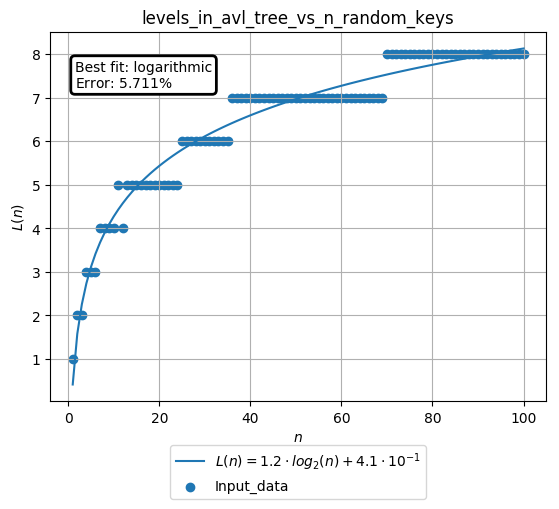 levels_in_avl_tree_vs_n_random_keys
Best fit: logarithmic
Error: 5.711%
8
7
6
5
4
3
2
1
L(n)
0
20
40
60
80
100
n
L(n) = 1.2 · log₂(n) + 4.1 · 10⁻¹
Input_data